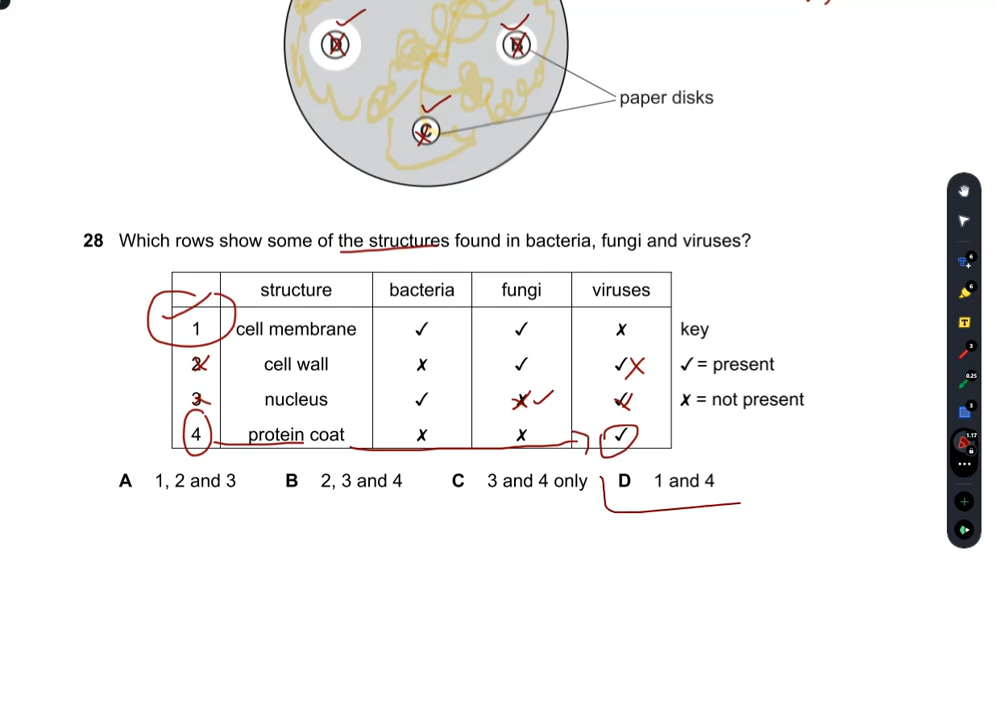 D
B
C
paper disks
28 Which rows show some of the structures found in bacteria, fungi and viruses?
structure bacteria fungi viruses
1 cell membrane ✓ ✓ ✗ key
2 cell wall ✗ ✓ ✓ ✗ ✓ = present
3 nucleus ✓ ✗ ✓ ✓ ✗ = not present
4 protein coat ✗ ✗ ✓
A 1, 2 and 3 B 2, 3 and 4 C 3 and 4 only D 1 and 4